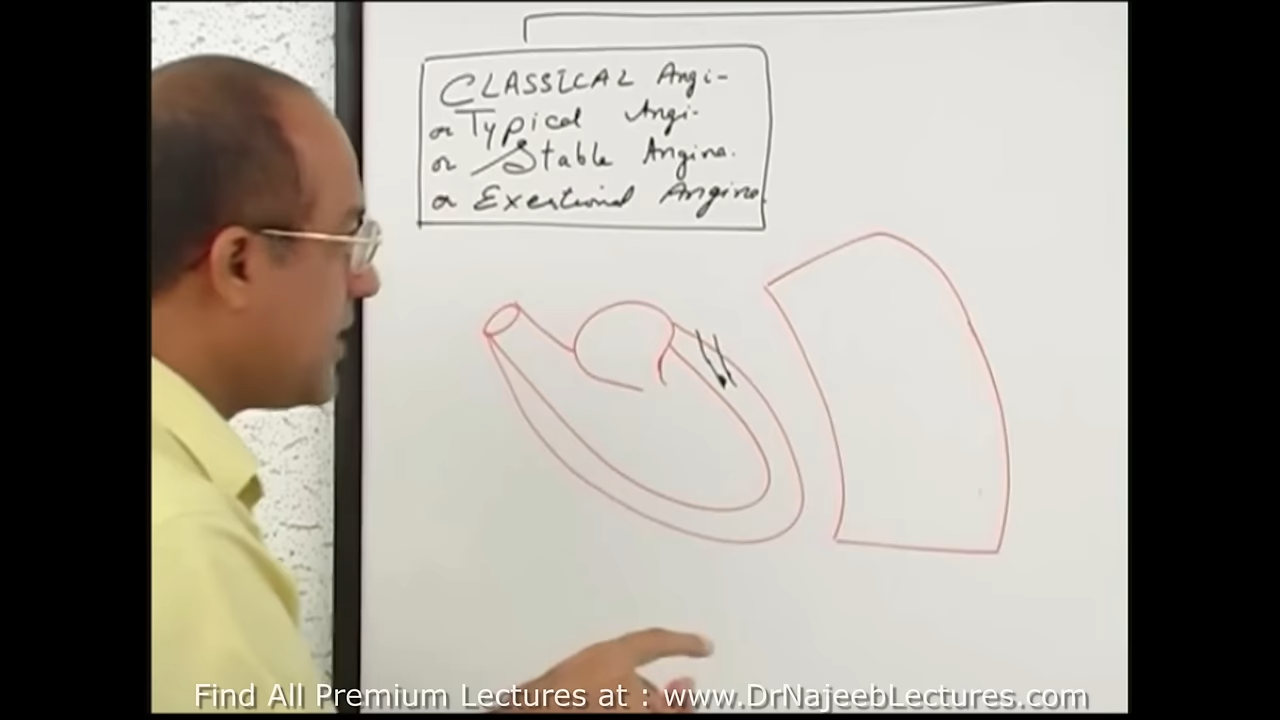 CLASSICAL Angi-
or Typical Angi-
or Stable Angina.
or Exertional Angina.
Find All Premium Lectures at : www.DrNajeebLectures.com